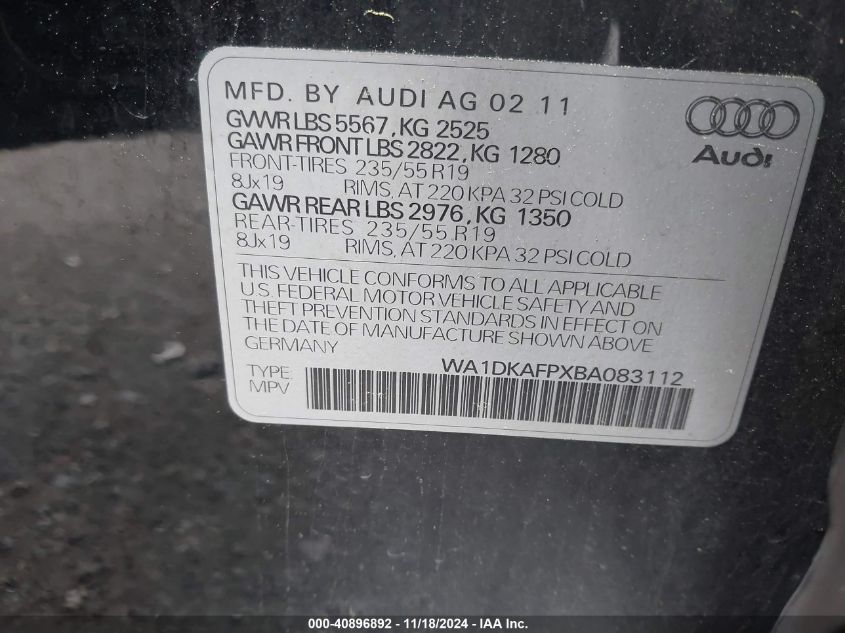 MFD. BY AUDI AG 02 11
GVWR LBS 5567, KG 2525
GAWR FRONT LBS 2822, KG 1280
FRONT-TIRES 235/55 R19
8Jx19 RIMS, AT 220 KPA 32 PSI COLD
GAWR REAR LBS 2976, KG 1350
REAR-TIRES 235/55 R19
8Jx19 RIMS, AT 220 KPA 32 PSI COLD
Audi
THIS VEHICLE CONFORMS TO ALL APPLICABLE
U.S. FEDERAL MOTOR VEHICLE SAFETY AND
THEFT PREVENTION STANDARDS IN EFFECT ON
THE DATE OF MANUFACTURE SHOWN ABOVE
GERMANY
WA1DKAFPXBA083112
TYPE:
MPV
000-40896892 - 11/18/2024 - IAA Inc.